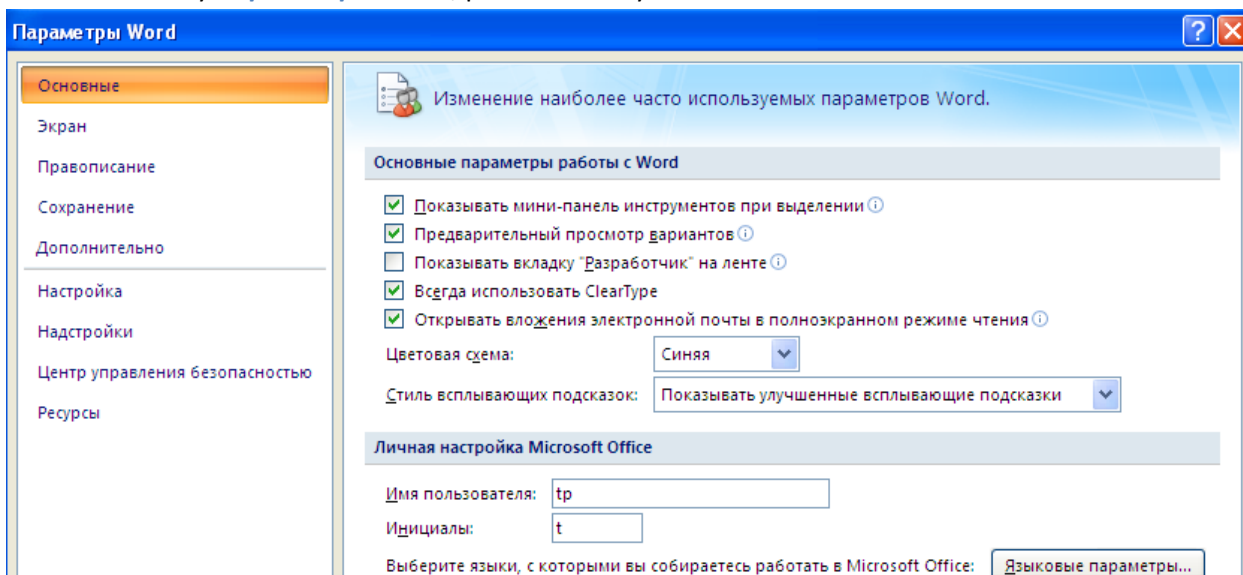 Параметры Word
Основные
Экран
Правописание
Сохранение
Дополнительно
Настройка
Надстройки
Центр управления безопасностью
Ресурсы
Изменение наиболее часто используемых параметров Word.
Основные параметры работы с Word
Показывать мини-панель инструментов при выделении
Предварительный просмотр вариантов
Показывать вкладку "Разработчик" на ленте
Всегда использовать ClearType
Открывать вложения электронной почты в полноэкранном режиме чтения
Цветовая схема: Синяя
Стиль всплывающих подсказок: Показывать улучшенные всплывающие подсказки
Личная настройка Microsoft Office
Имя пользователя: tp
Инициалы: t
Выберите языки, с которыми вы собираетесь работать в Microsoft Office: Языковые параметры...